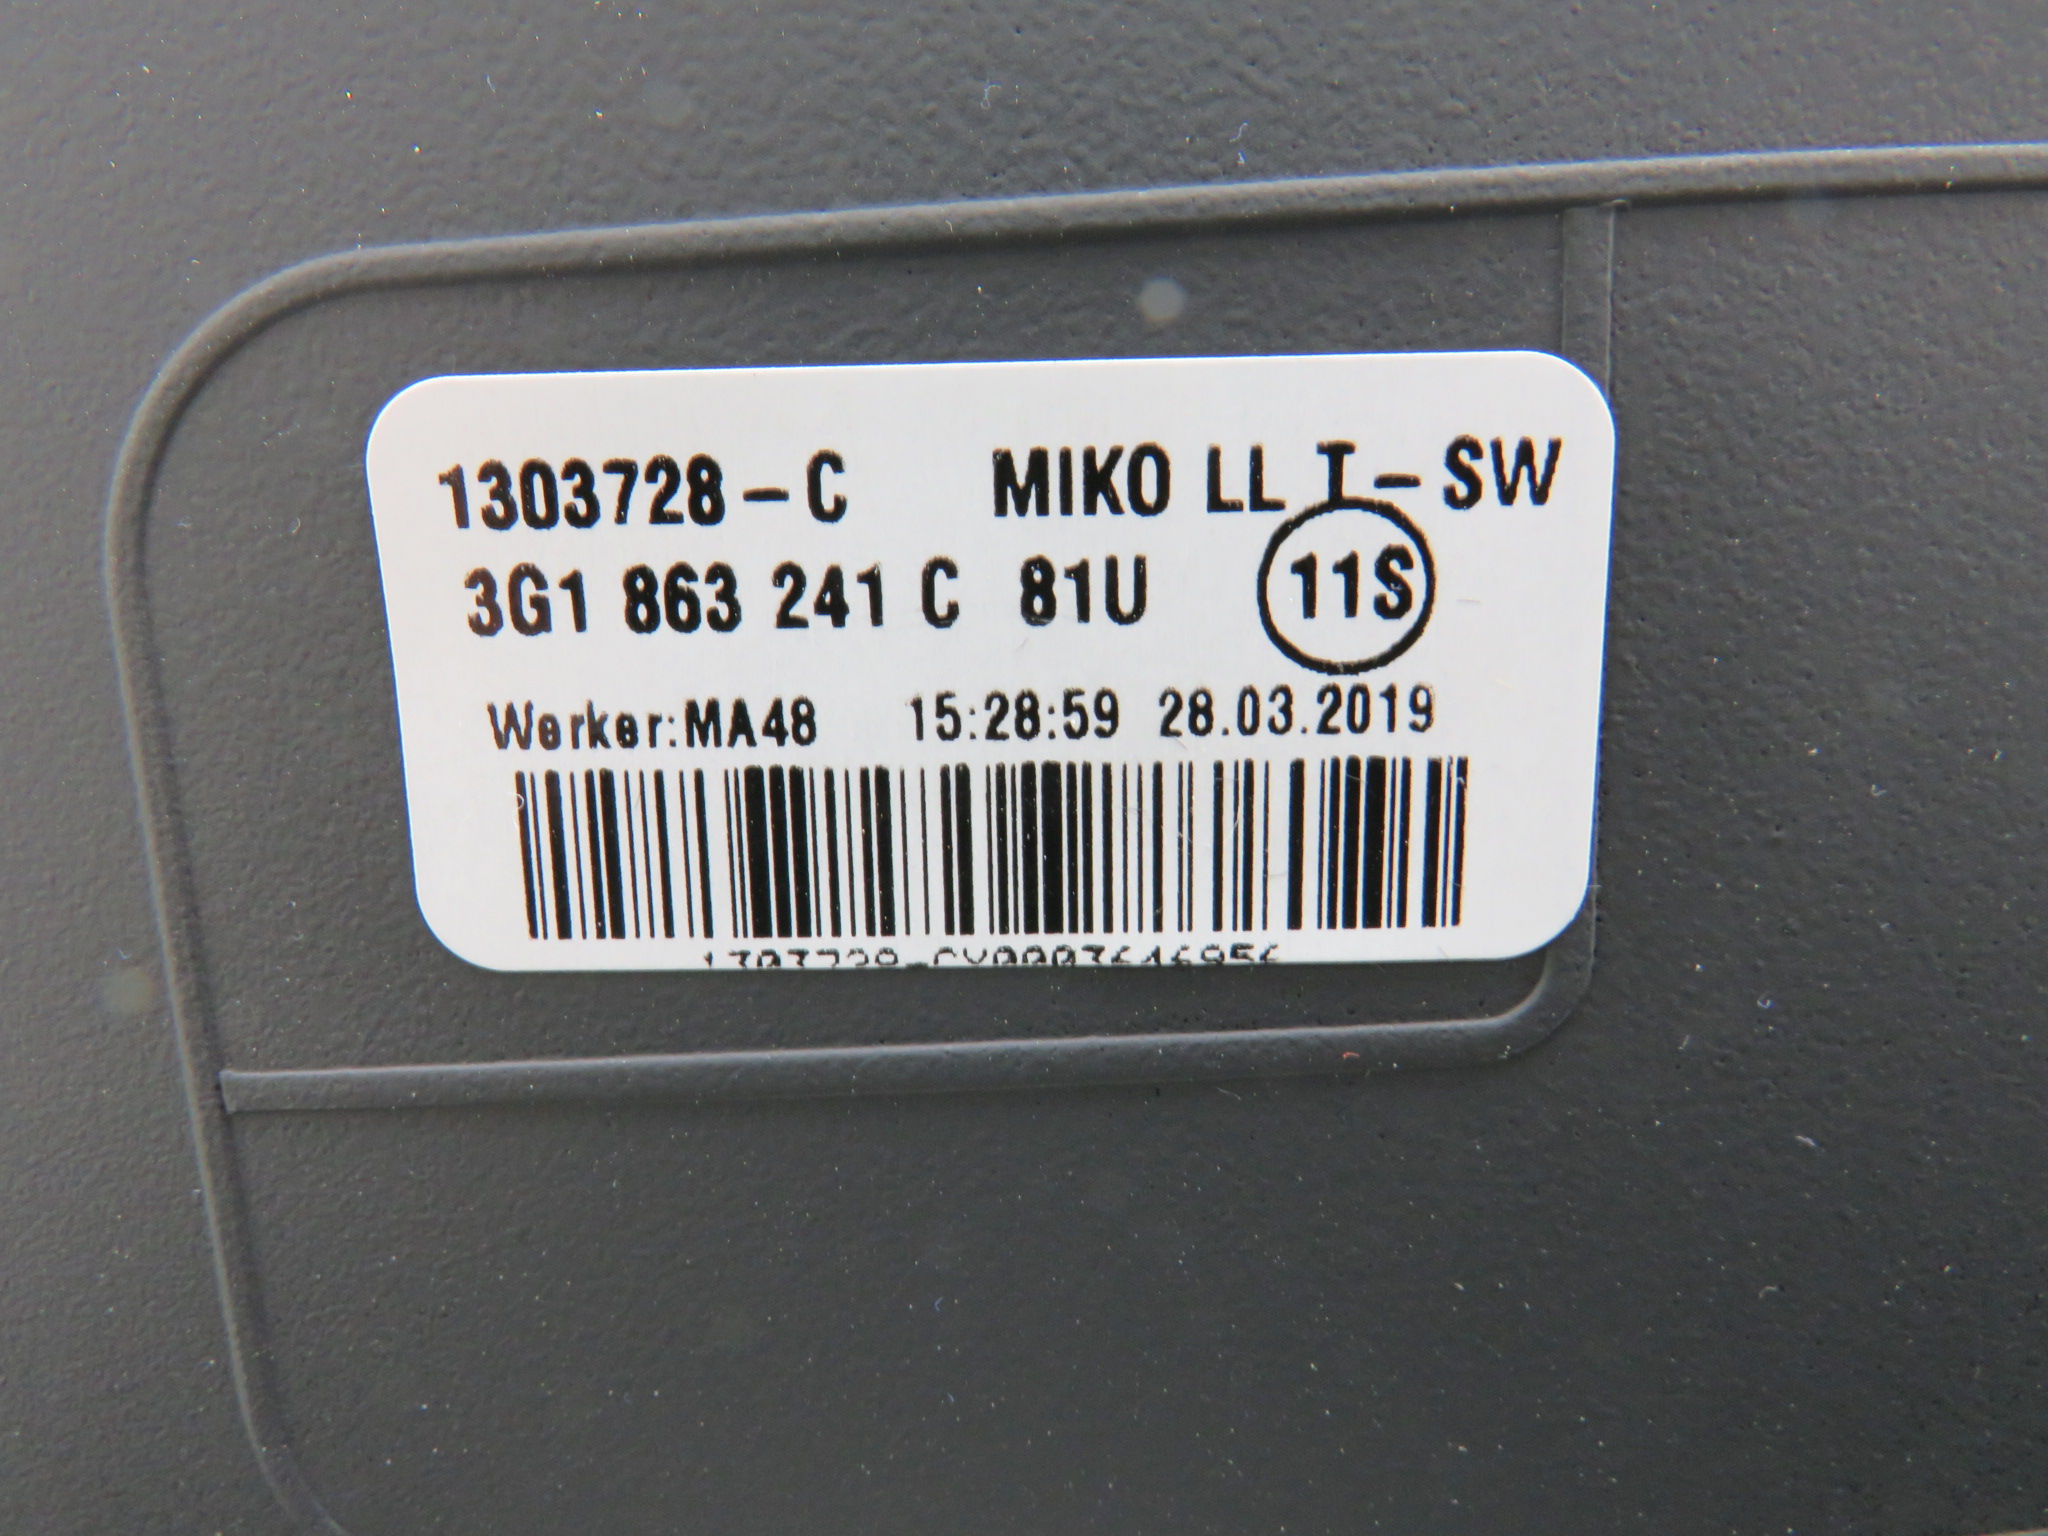 1303728-C MIKO LL I-SW
3G1 863 241 C 81U 11S
Werker:MA48 15:28:59 28.03.2019